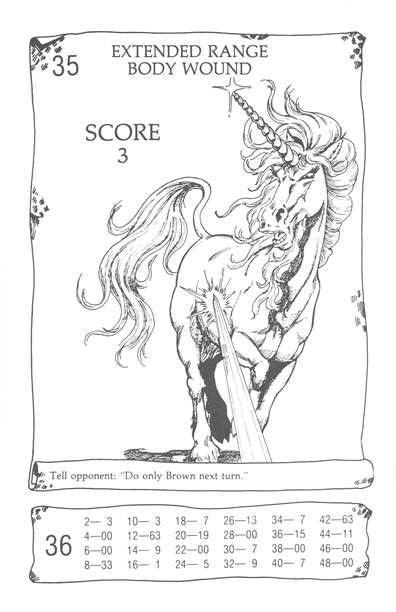 35
EXTENDED RANGE
BODY WOUND
SCORE
3
Tell opponent: "Do only Brown next turn."
36
2— 3 10— 3 18— 7 26—13 34— 7 42—63
4—00 12—63 20—19 28—00 36—15 44—11
6—00 14— 9 22—00 30— 7 38—00 46—00
8—33 16— 1 24— 5 32— 9 40— 7 48—00